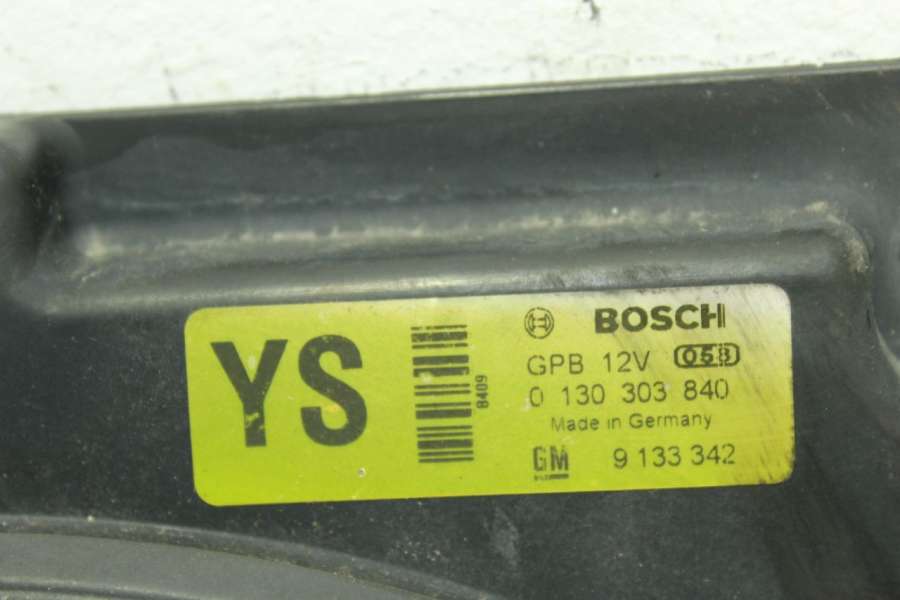 YS
8409
BOSCH
GPB 12V 058
0 130 303 840
Made in Germany
GM 9 133 342